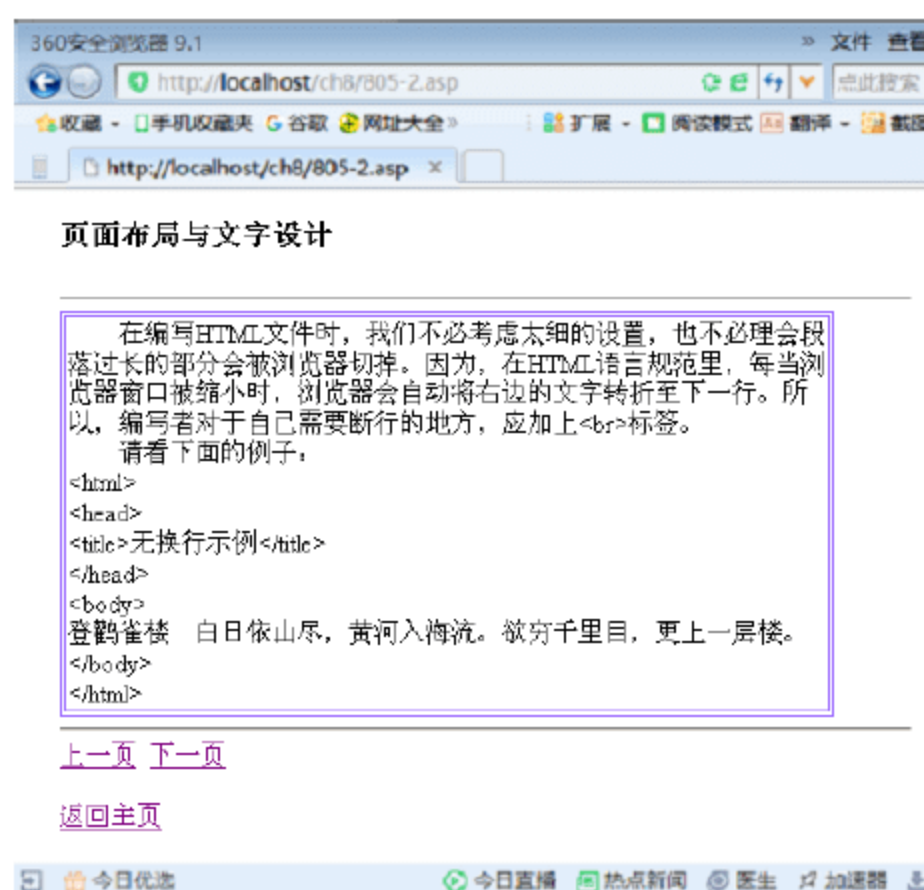 360安全浏览器 9.1 » 文件 查看
http://localhost/ch8/805-2.asp 点此搜索
收藏 手机收藏夹 谷歌 网址大全 » 扩展 阅读模式 翻译 截图
http://localhost/ch8/805-2.asp ×
页面布局与文字设计
在编写HTML文件时，我们不必考虑太细的设置，也不必理会段
落过长的部分会被浏览器切掉。因为，在HTML语言规范里，每当浏
览器窗口被缩小时，浏览器会自动将右边的文字转折至下一行。所
以，编写者对于自己需要断行的地方，应加上<br>标签。
请看下面的例子：
<html>
<head>
<title>无换行示例</title>
</head>
<body>
登鹳雀楼　白日依山尽，黄河入海流。欲穷千里目，更上一层楼。
</body>
</html>
上一页 下一页
返回主页
今日优选 今日直播 热点新闻 医生 加速器